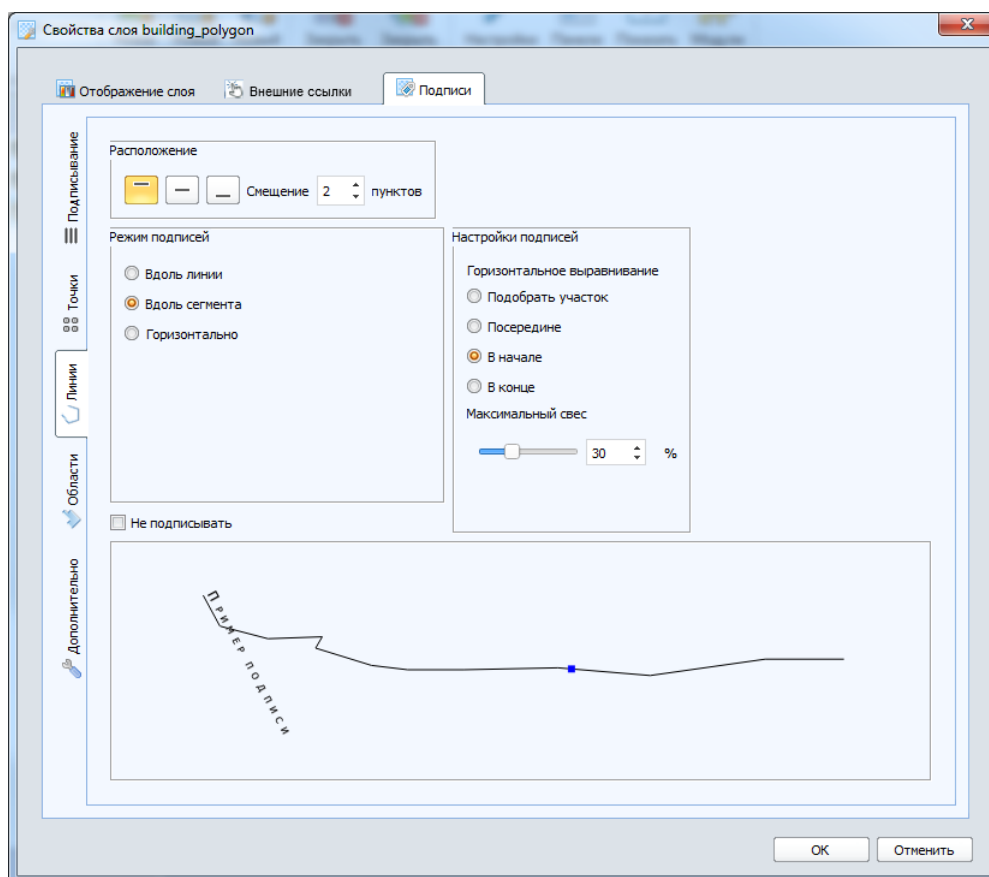 Свойства слоя building_polygon
Отображение слоя
Внешние ссылки
Подписи
Подписывание
Точки
Линии
Области
Дополнительно
Расположение
Смещение 2 пунктов
Режим подписей
Вдоль линии
Вдоль сегмента
Горизонтально
Настройки подписей
Горизонтальное выравнивание
Подобрать участок
Посередине
В начале
В конце
Максимальный свес
30 %
Не подписывать
Пример подписи
ОК
Отменить